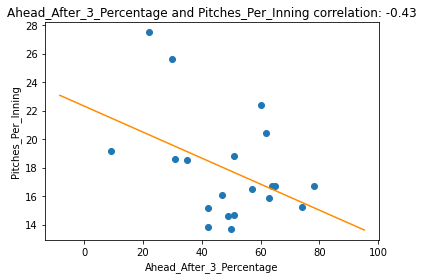 Ahead_After_3_Percentage and Pitches_Per_Inning correlation: -0.43
28
26
24
22
20
18
16
14
Pitches_Per_Inning
0 20 40 60 80 100
Ahead_After_3_Percentage